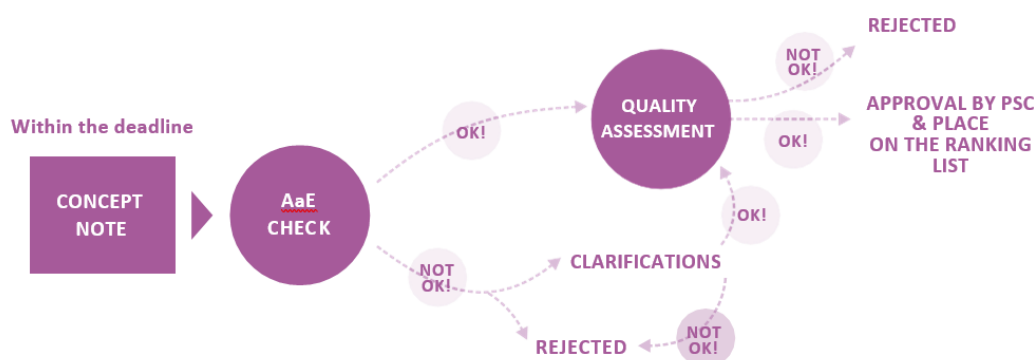 Within the deadline
CONCEPT
NOTE
AaE
CHECK
OK!
NOT
OK!
CLARIFICATIONS
REJECTED
NOT
OK!
OK!
QUALITY
ASSESSMENT
NOT
OK!
REJECTED
OK!
APPROVAL BY PSC
& PLACE
ON THE RANKING
LIST